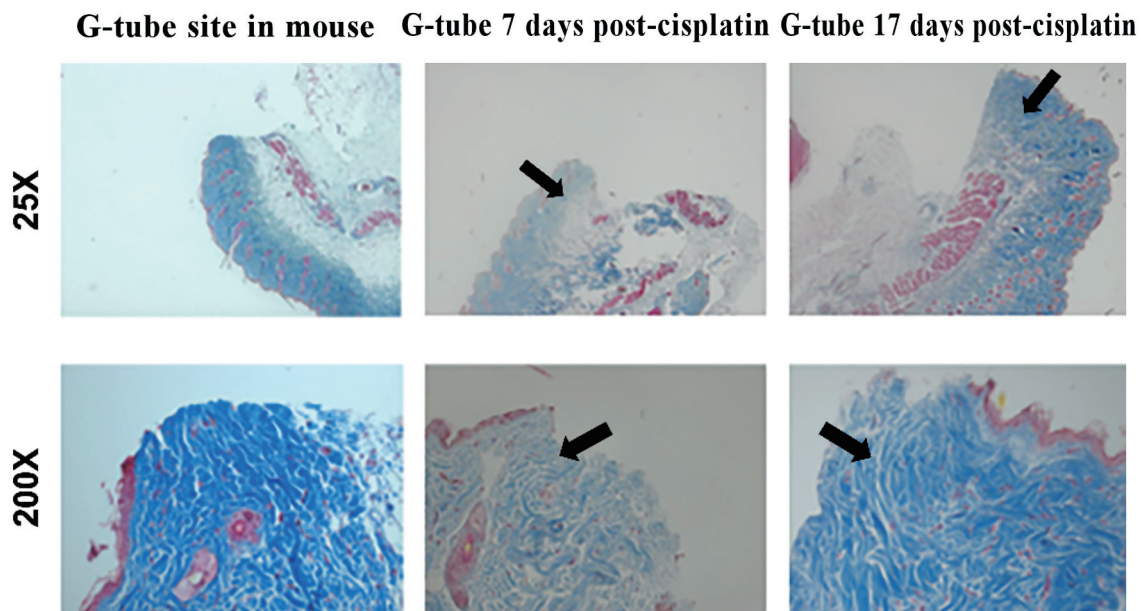 G-tube site in mouse
G-tube 7 days post-cisplatin
G-tube 17 days post-cisplatin
25X
200X